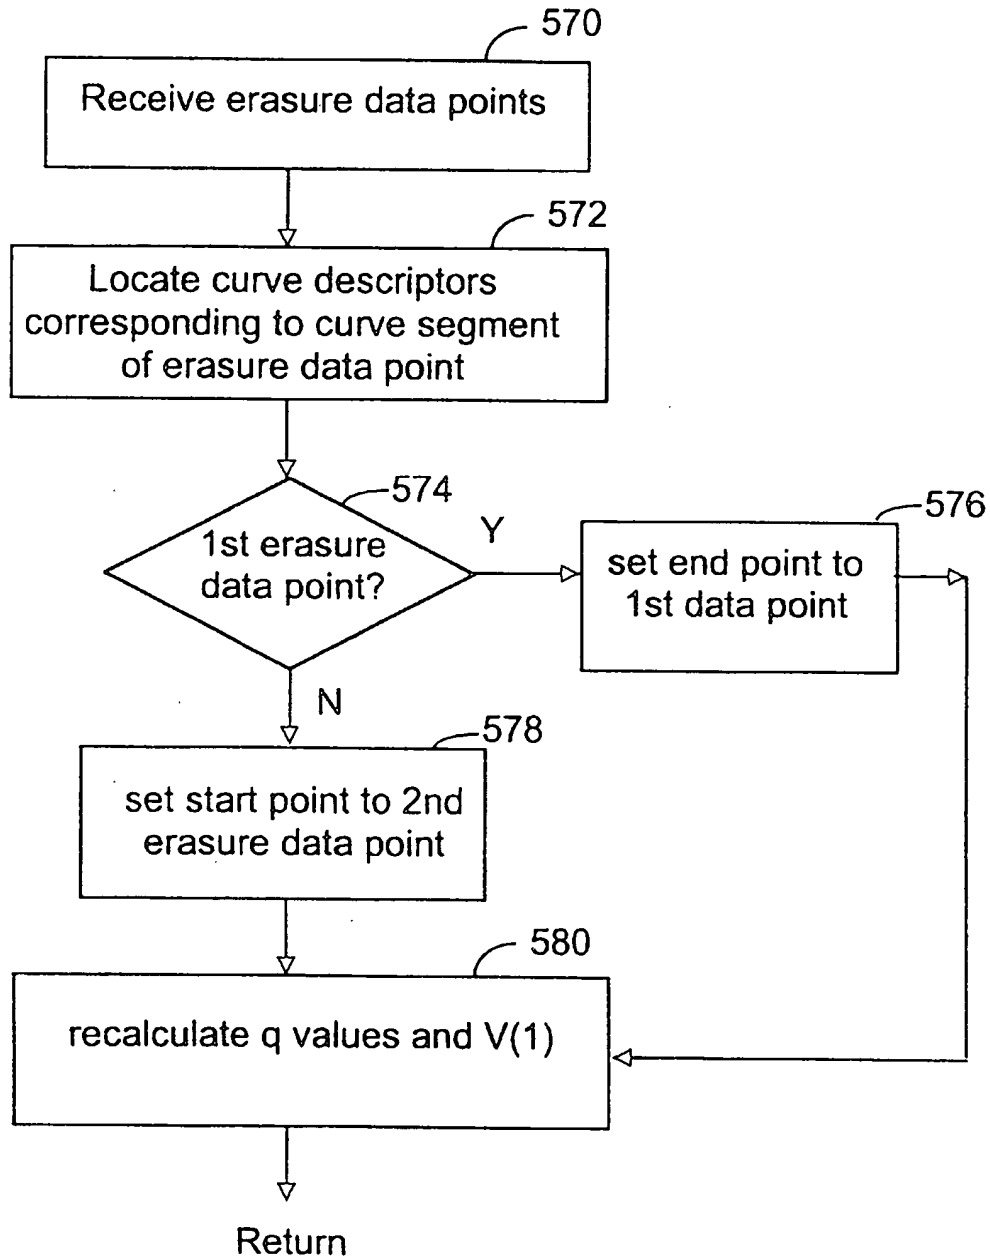 570
Receive erasure data points
572
Locate curve descriptors
corresponding to curve segment
of erasure data point
574
1st erasure
data point?
Y
576
set end point to
1st data point
N
578
set start point to 2nd
erasure data point
580
recalculate q values and V(1)
Return